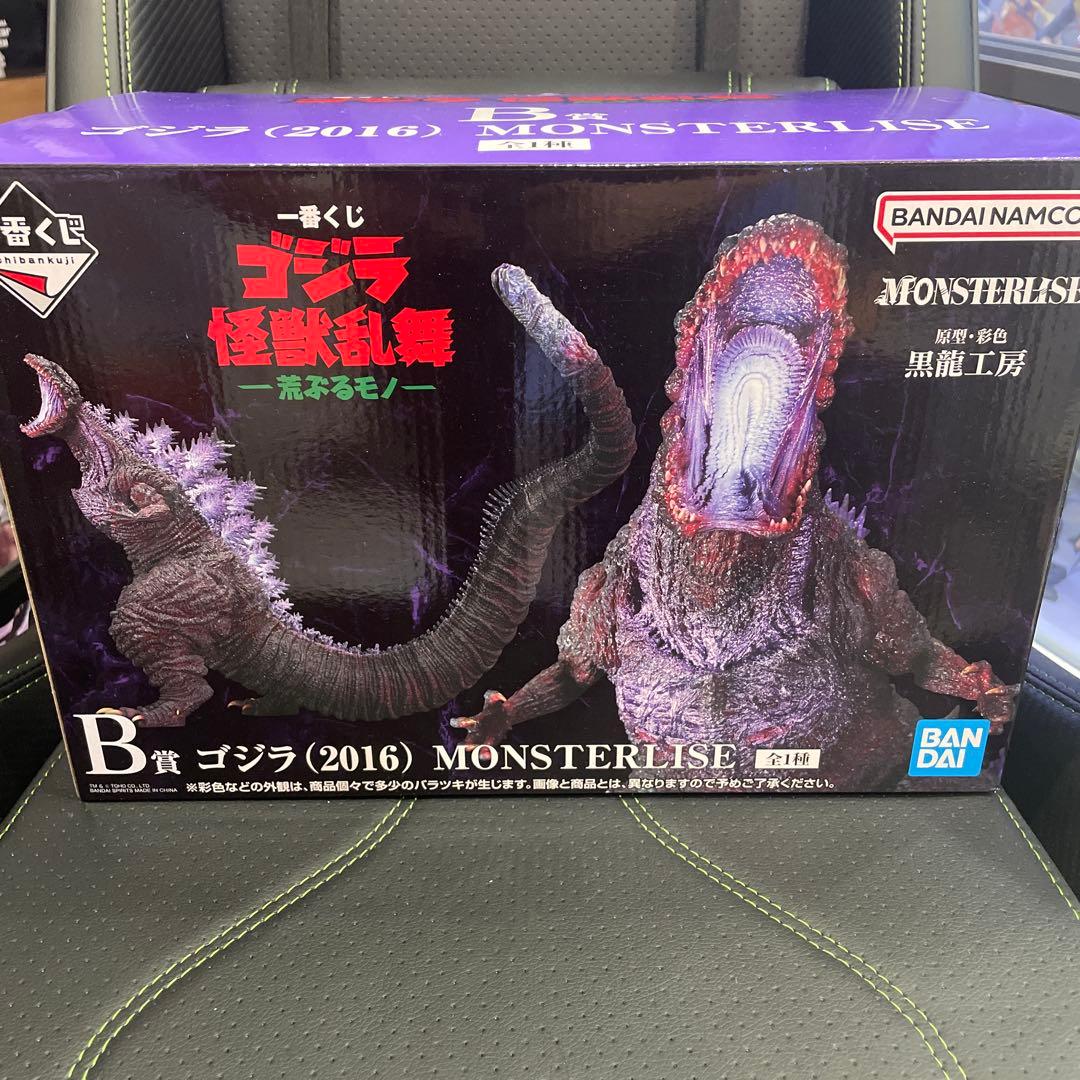 B賞
ゴジラ(2016) MONSTERLISE
全1種
番くじ
ichibankuji
一番くじ
ゴジラ
怪獣乱舞
―荒ぶるモノ―
BANDAI NAMCO
MONSTERLISE
原型・彩色
黒龍工房
B賞 ゴジラ(2016) MONSTERLISE 全1種
BAN
DAI
TM & © TOHO CO., LTD.
BANDAI SPIRITS MADE IN CHINA
※彩色などの外観は、商品個々で多少のバラツキが生じます。画像と商品とは、異なりますので予めご了承ください。